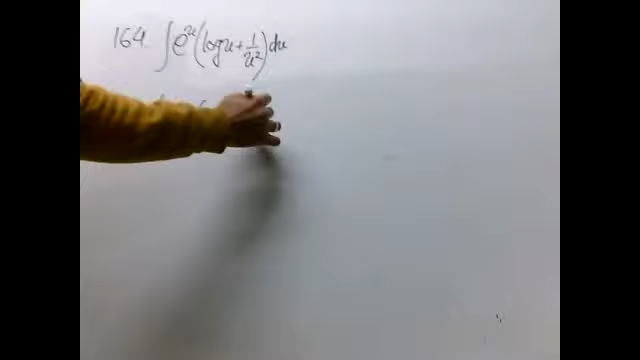 164. ∫ e^x (log x + 1/x²) dx